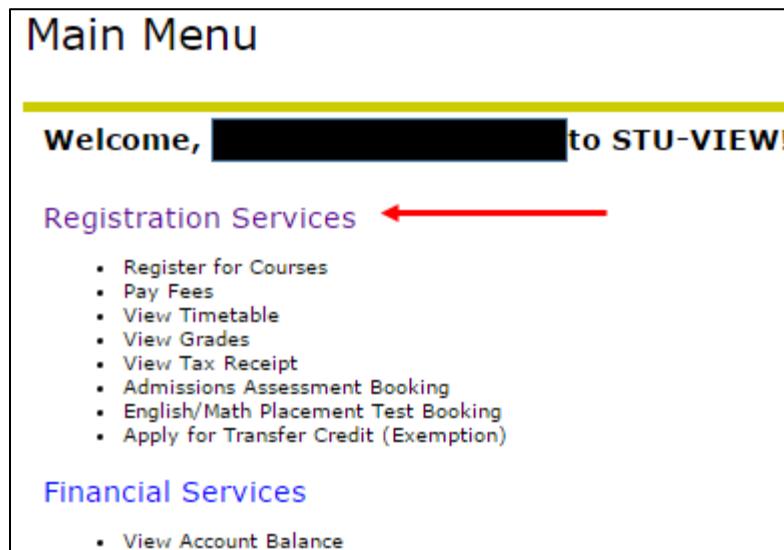 Main Menu
Welcome, to STU-VIEW!
Registration Services
• Register for Courses
• Pay Fees
• View Timetable
• View Grades
• View Tax Receipt
• Admissions Assessment Booking
• English/Math Placement Test Booking
• Apply for Transfer Credit (Exemption)
Financial Services
• View Account Balance